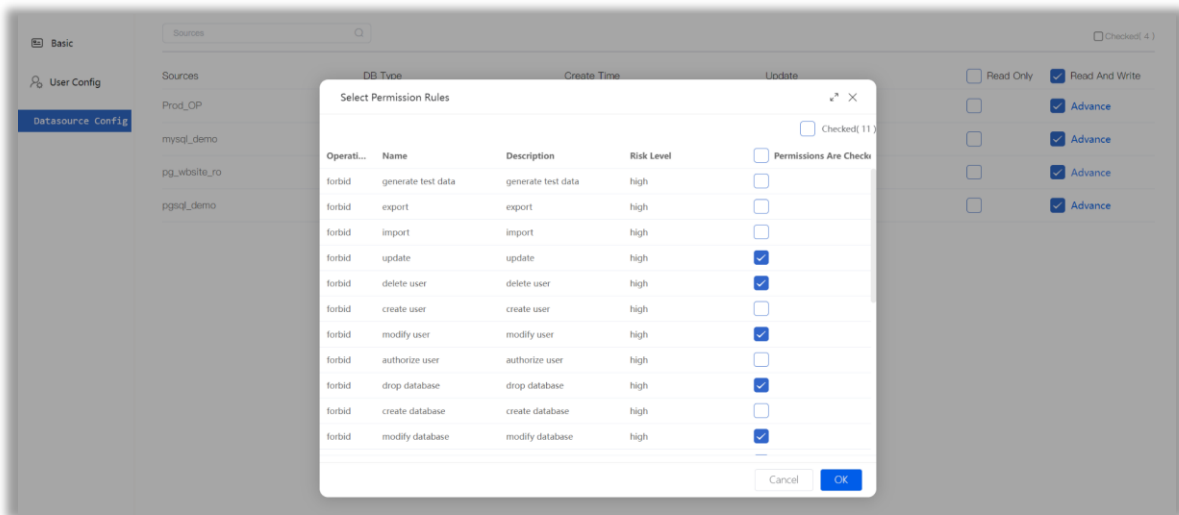 Basic
User Config
Datasource Config
Sources
Checked( 4 )
Sources DB Type Create Time Update Read Only Read And Write
Prod_OP Advance
mysql_demo Advance
pg_wbsite_ro Advance
pgsql_demo Advance
Select Permission Rules
Checked( 11 )
Operati... Name Description Risk Level Permissions Are Checke
forbid generate test data generate test data high
forbid export export high
forbid import import high
forbid update update high
forbid delete user delete user high
forbid create user create user high
forbid modify user modify user high
forbid authorize user authorize user high
forbid drop database drop database high
forbid create database create database high
forbid modify database modify database high
Cancel OK